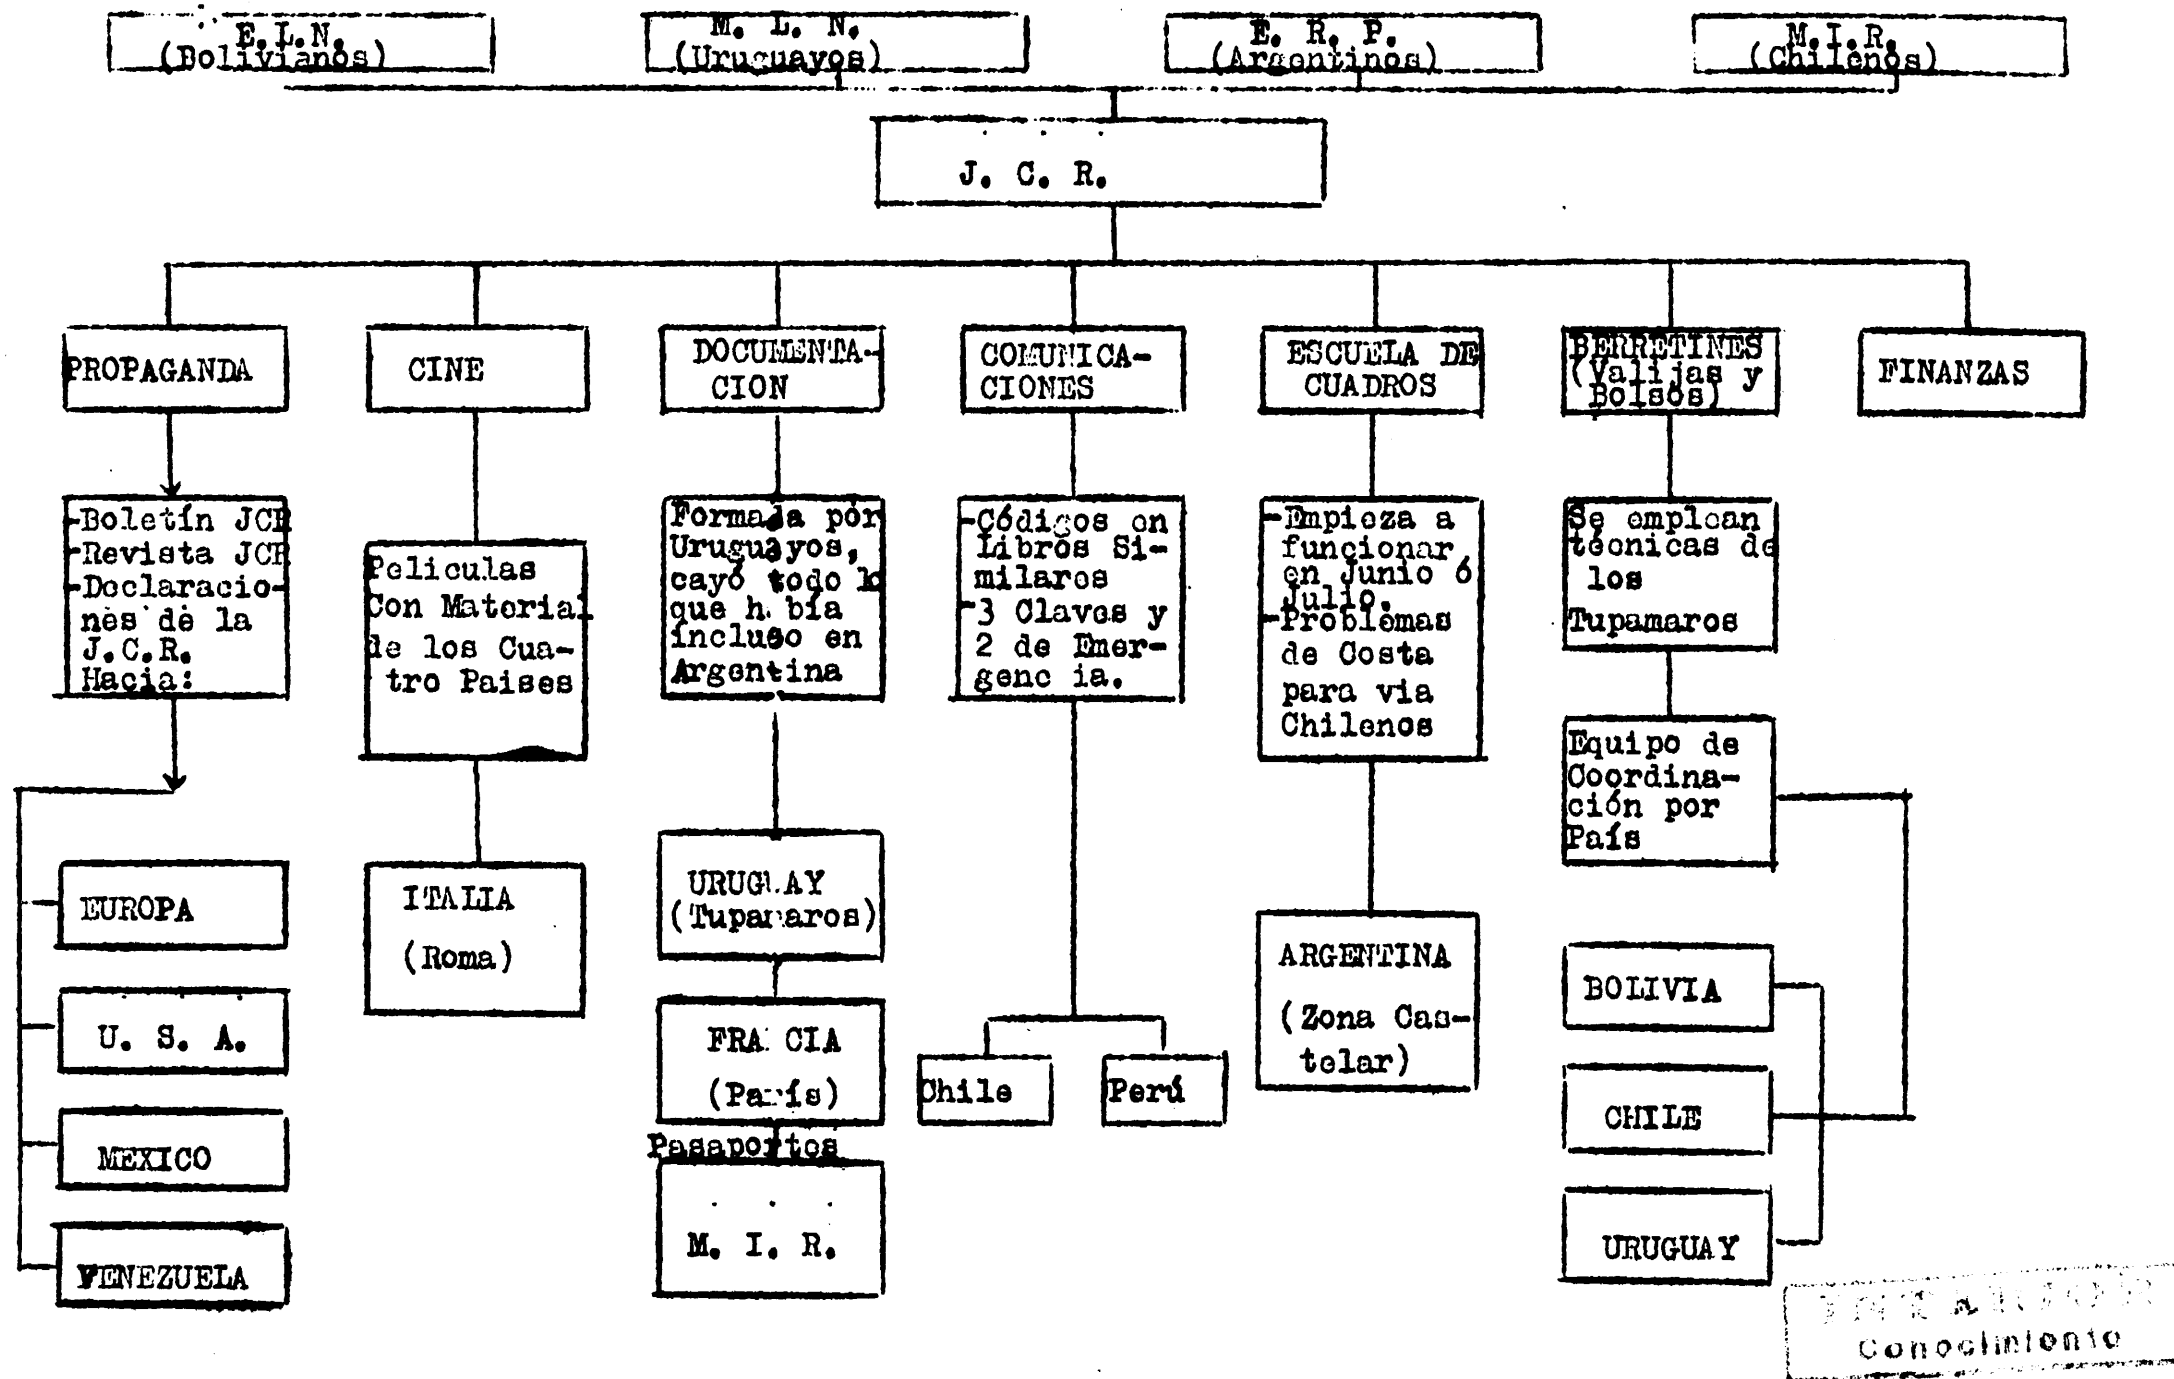 E.L.N.
(Bolivianos)
M. L. N.
(Uruguayos)
E. R. P.
(Argentinos)
M.I.R.
(Chilenos)
J. C. R.
PROPAGANDA
-Boletín JCR
-Revista JCR
-Declaracio-
nes de la
J.C.R.
Hacia:
EUROPA
U. S. A.
MEXICO
VENEZUELA
CINE
Peliculas
Con Material
de los Cua-
tro Paises
ITALIA
(Roma)
DOCUMENTA-
CION
Formada por
Uruguayos,
cayó todo lo
que había
incluso en
Argentina
URUGUAY
(Tupamaros)
FRANCIA
(París)
Pasaportes
M. I. R.
COMUNICA-
CIONES
-Códigos en
Libros Si-
milares
-3 Claves y
2 de Emer-
genc ia.
Chile
Perú
ESCUELA DE
CUADROS
-Empieza a
funcionar
en Junio ó
Julio.
-Problemas
de Costa
para via
Chilenos
ARGENTINA
(Zona Cas-
telar)
BERRETINES
(Valijas y
Bolsos)
Se emplean
técnicas de
los
Tupamaros
Equipo de
Coordina-
ción por
País
BOLIVIA
CHILE
URUGUAY
FINANZAS
Conocimiento